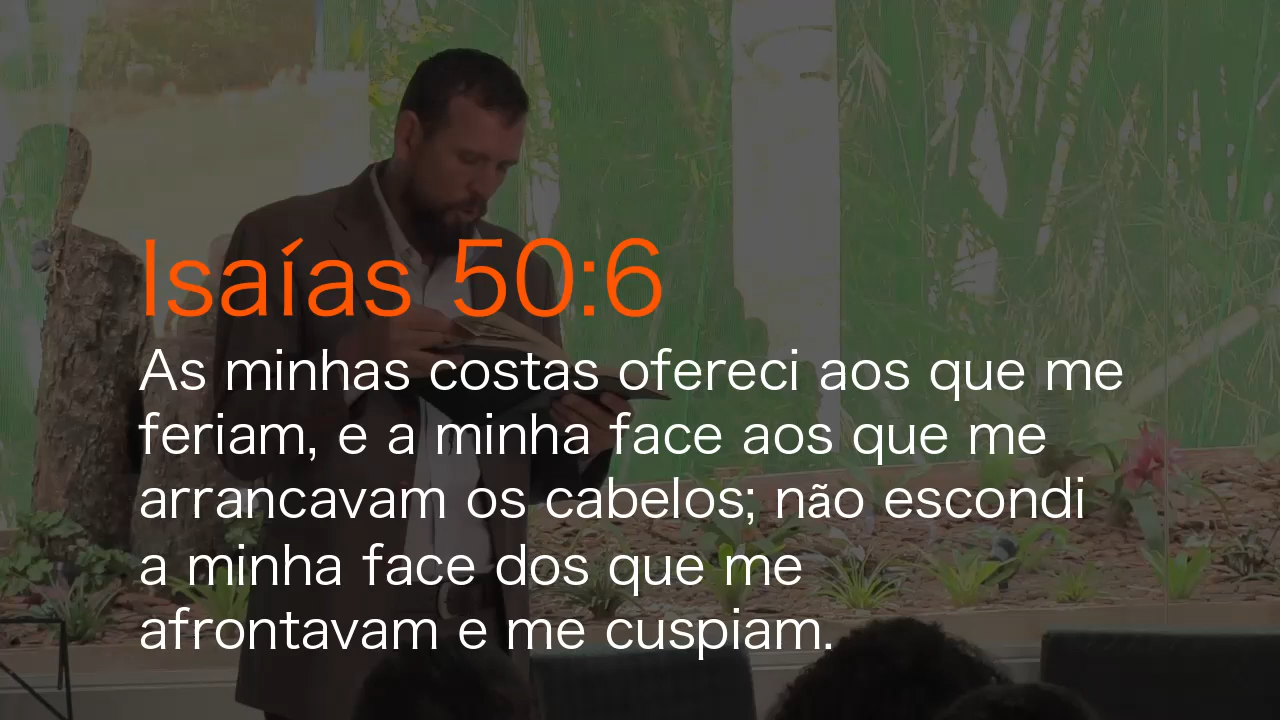 Isaías 50:6
As minhas costas ofereci aos que me
feriam, e a minha face aos que me
arrancavam os cabelos; não escondi
a minha face dos que me
afrontavam e me cuspiam.